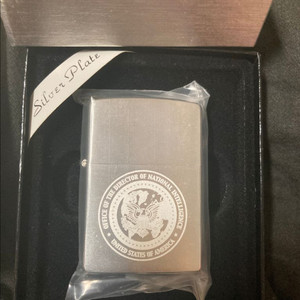 Silver Plate
OFFICE OF THE DIRECTOR OF NATIONAL INTELLIGENCE
UNITED STATES OF AMERICA